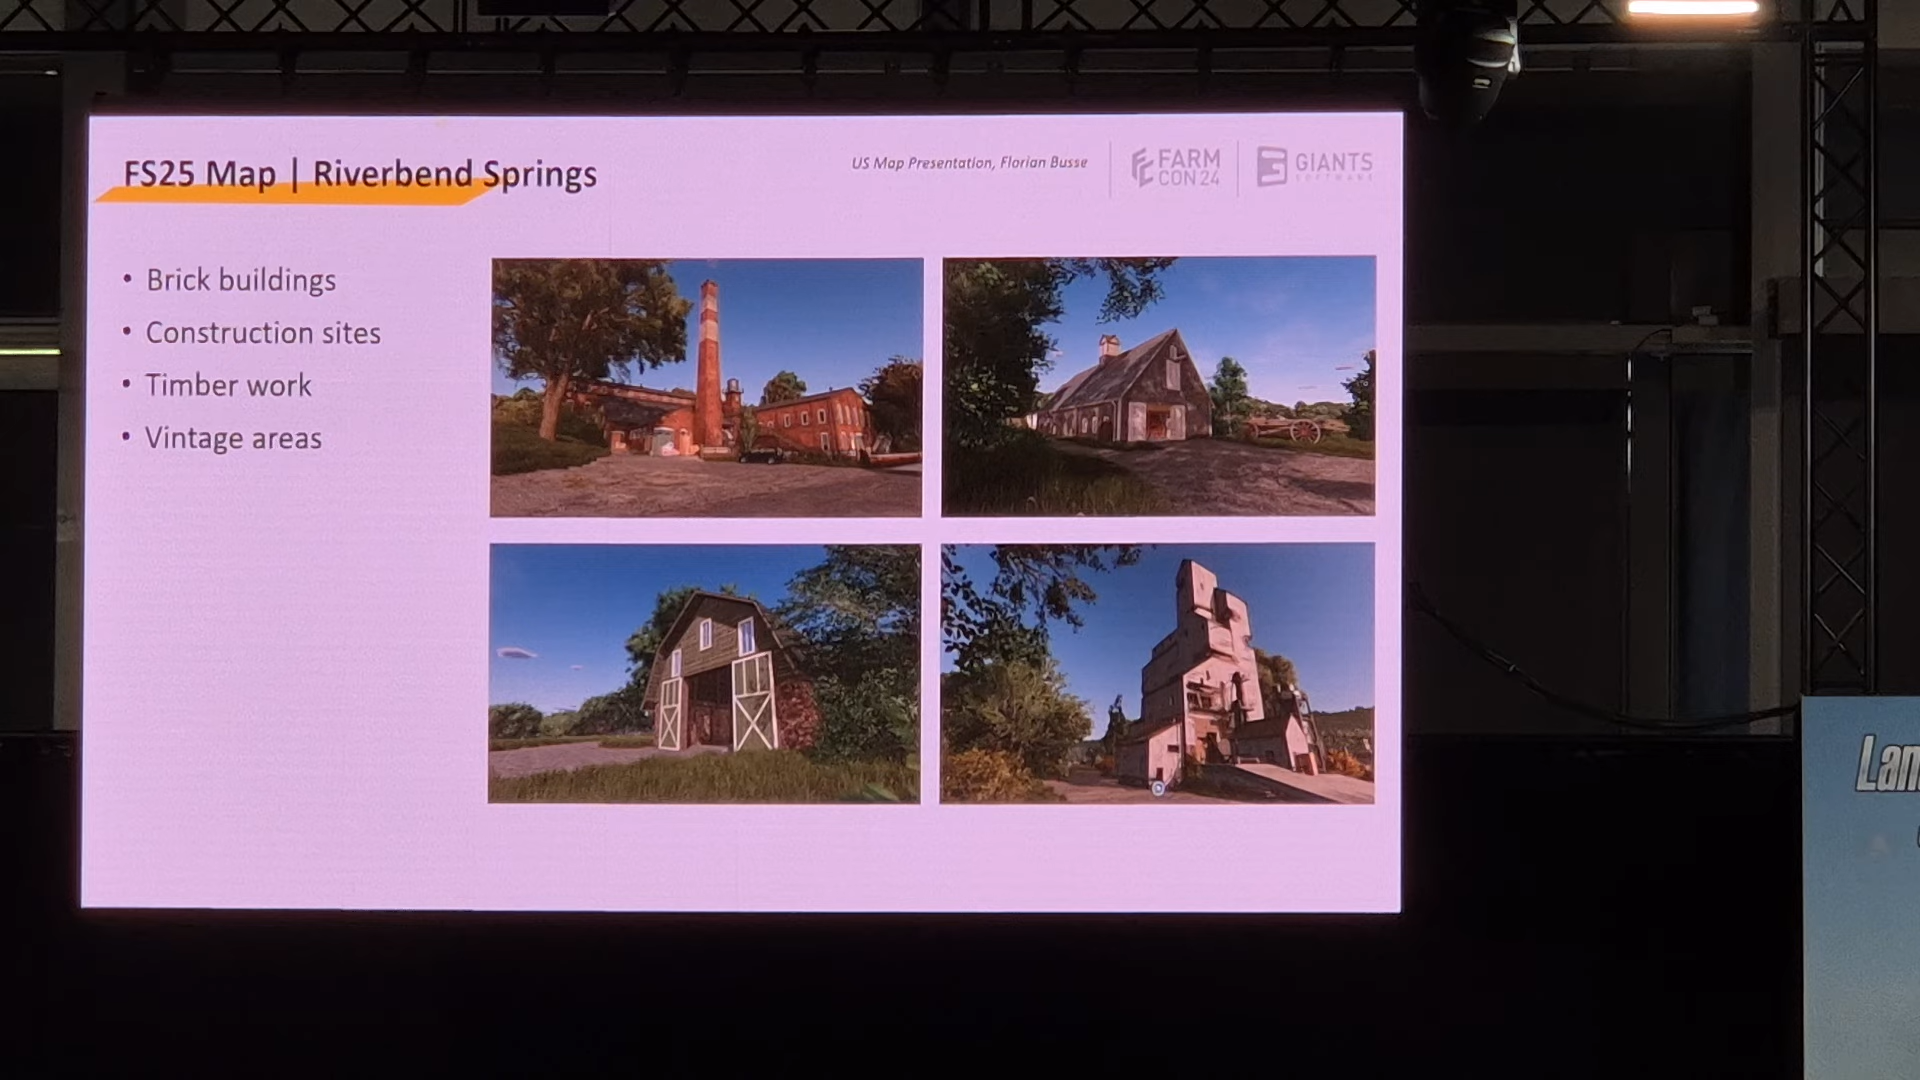 FS25 Map | Riverbend Springs
US Map Presentation, Florian Busse
FARM
CON 24
GIANTS
SOFTWARE
• Brick buildings
• Construction sites
• Timber work
• Vintage areas
Lan